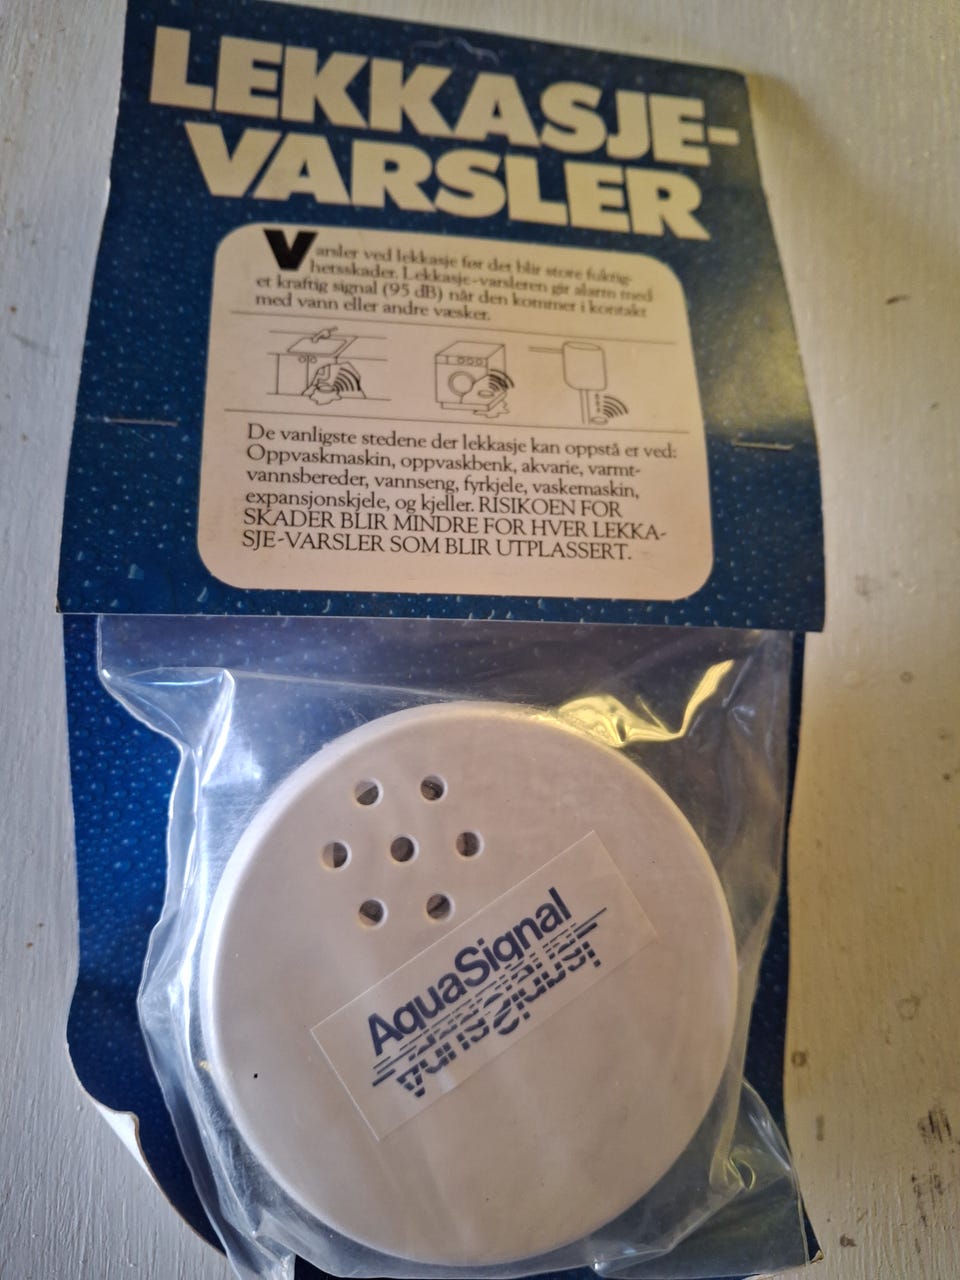 LEKKASJE-
VARSLER
Varsler ved lekkasje før det blir store fuktig-
hetsskader. Lekkasje-varsleren gir alarm med
et kraftig signal (95 dB) når den kommer i kontakt
med vann eller andre væsker.
De vanligste stedene der lekkasje kan oppstå er ved:
Oppvaskmaskin, oppvaskbenk, akvarie, varmt-
vannsbereder, vannseng, fyrkjele, vaskemaskin,
expansjonskjele, og kjeller. RISIKOEN FOR
SKADER BLIR MINDRE FOR HVER LEKKA-
SJE-VARSLER SOM BLIR UTPLASSERT.
AquaSignal
AquaSignal